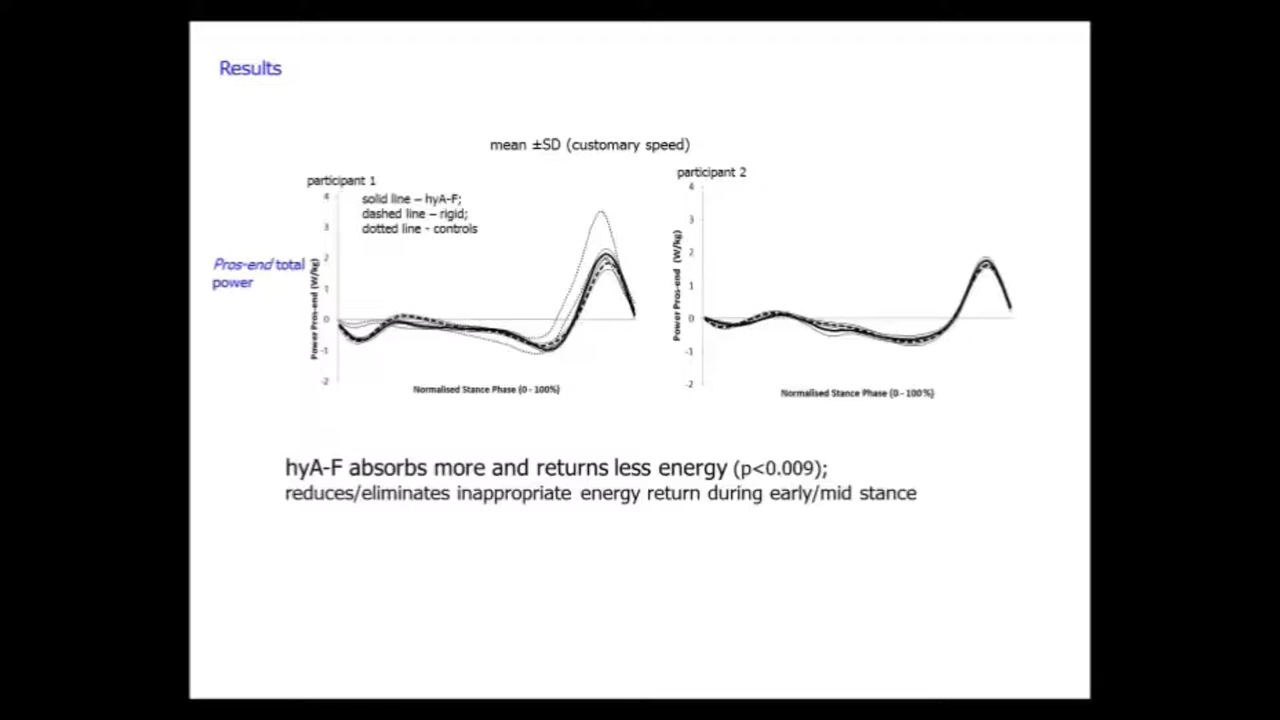 Results
mean ±SD (customary speed)
participant 1
solid line – hyA-F;
dashed line – rigid;
dotted line - controls
Pros-end total
power
Power Pros-end (W/kg)
4
3
2
1
0
-1
-2
Normalised Stance Phase (0 - 100%)
participant 2
Power Pros-end (W/kg)
4
3
2
1
0
-1
-2
Normalised Stance Phase (0 - 100%)
hyA-F absorbs more and returns less energy (p<0.009);
reduces/eliminates inappropriate energy return during early/mid stance